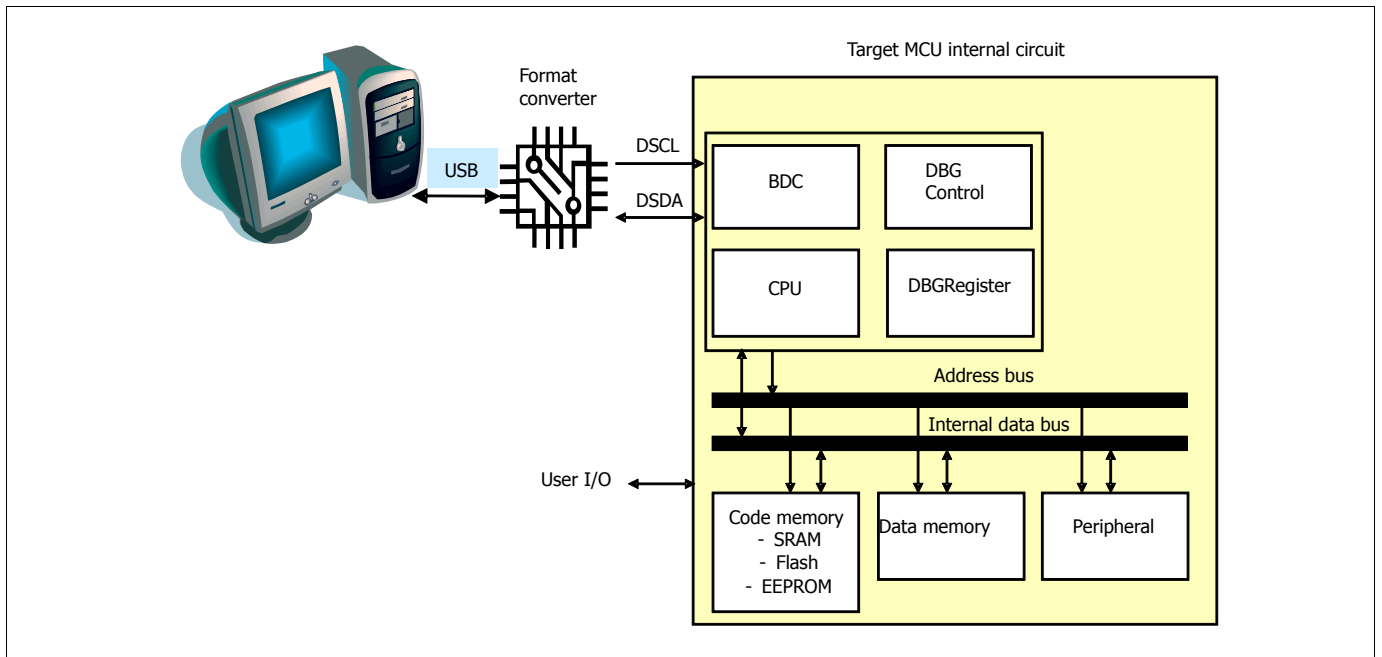 Target MCU internal circuit
Format
converter
USB
DSCL
DSDA
BDC
DBG
Control
CPU
DBGRegister
Address bus
Internal data bus
User I/O
Code memory
- SRAM
- Flash
- EEPROM
Data memory
Peripheral